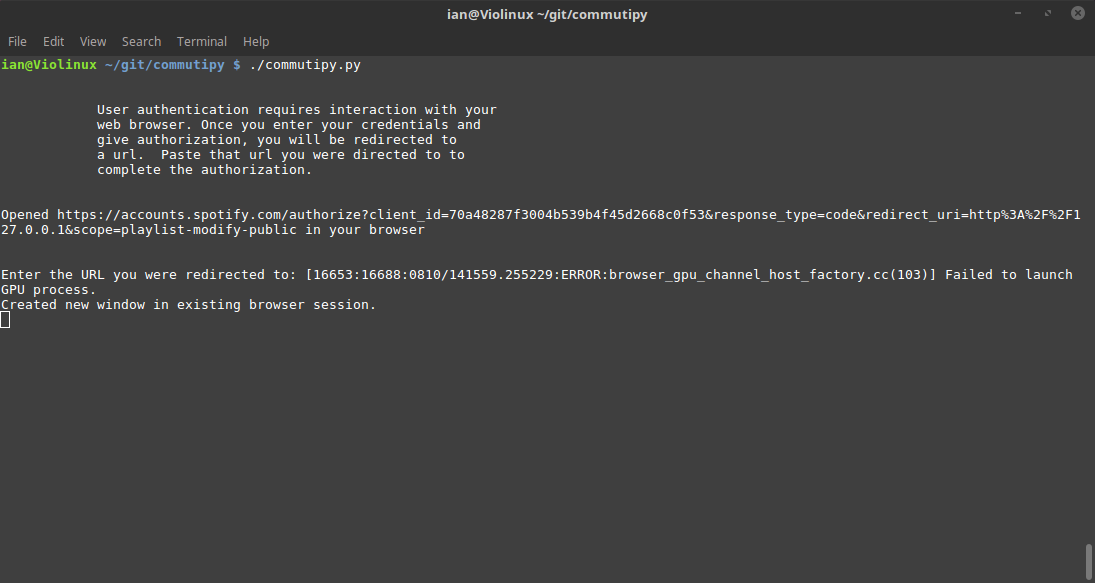 ian@Violinux ~/git/commutipy
File Edit View Search Terminal Help
ian@Violinux ~/git/commutipy $ ./commutipy.py
User authentication requires interaction with your
web browser. Once you enter your credentials and
give authorization, you will be redirected to
a url.  Paste that url you were directed to to
complete the authorization.
Opened https://accounts.spotify.com/authorize?client_id=70a48287f3004b539b4f45d2668c0f53&response_type=code&redirect_uri=http%3A%2F%2F1
27.0.0.1&scope=playlist-modify-public in your browser
Enter the URL you were redirected to: [16653:16688:0810/141559.255229:ERROR:browser_gpu_channel_host_factory.cc(103)] Failed to launch
GPU process.
Created new window in existing browser session.